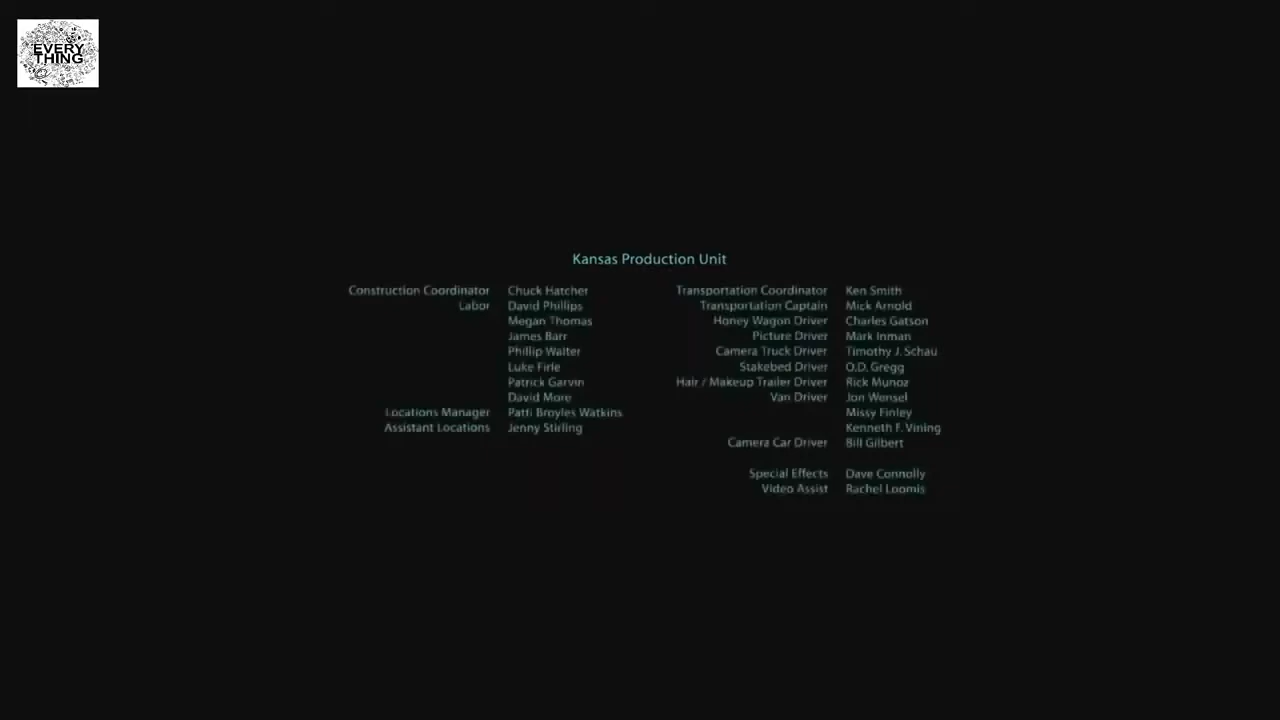 EVERY
THING
Kansas Production Unit
Construction Coordinator Chuck Hatcher
Labor David Phillips
Megan Thomas
James Barr
Phillip Walter
Luke Firle
Patrick Garvin
David More
Locations Manager Patti Broyles Watkins
Assistant Locations Jenny Stirling
Transportation Coordinator Ken Smith
Transportation Captain Mick Arnold
Honey Wagon Driver Charles Gatson
Picture Driver Mark Inman
Camera Truck Driver Timothy J. Schau
Stakebed Driver O.D. Gregg
Hair / Makeup Trailer Driver Rick Munoz
Van Driver Jon Wensel
Missy Finley
Kenneth F. Vining
Camera Car Driver Bill Gilbert
Special Effects Dave Connolly
Video Assist Rachel Loomis